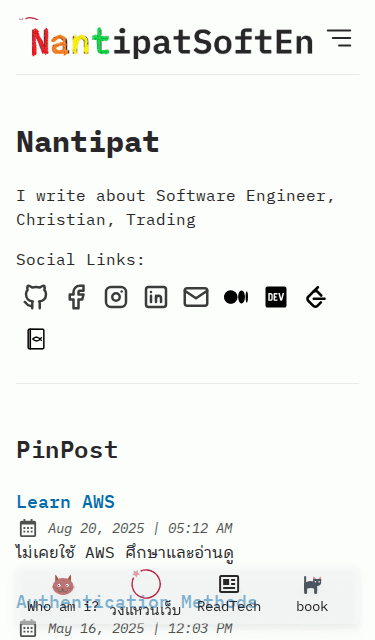 NantipatSoftEn
Nantipat
I write about Software Engineer,
Christian, Trading
Social Links:
DEV
PinPost
Learn AWS
Aug 20, 2025 | 05:12 AM
ไม่เคยใช้ AWS ศึกษาและอ่านดู
Authentication Methods
May 16, 2025 | 12:03 PM
Who am i?
วงแหวนเว็บ
ReadTech
book